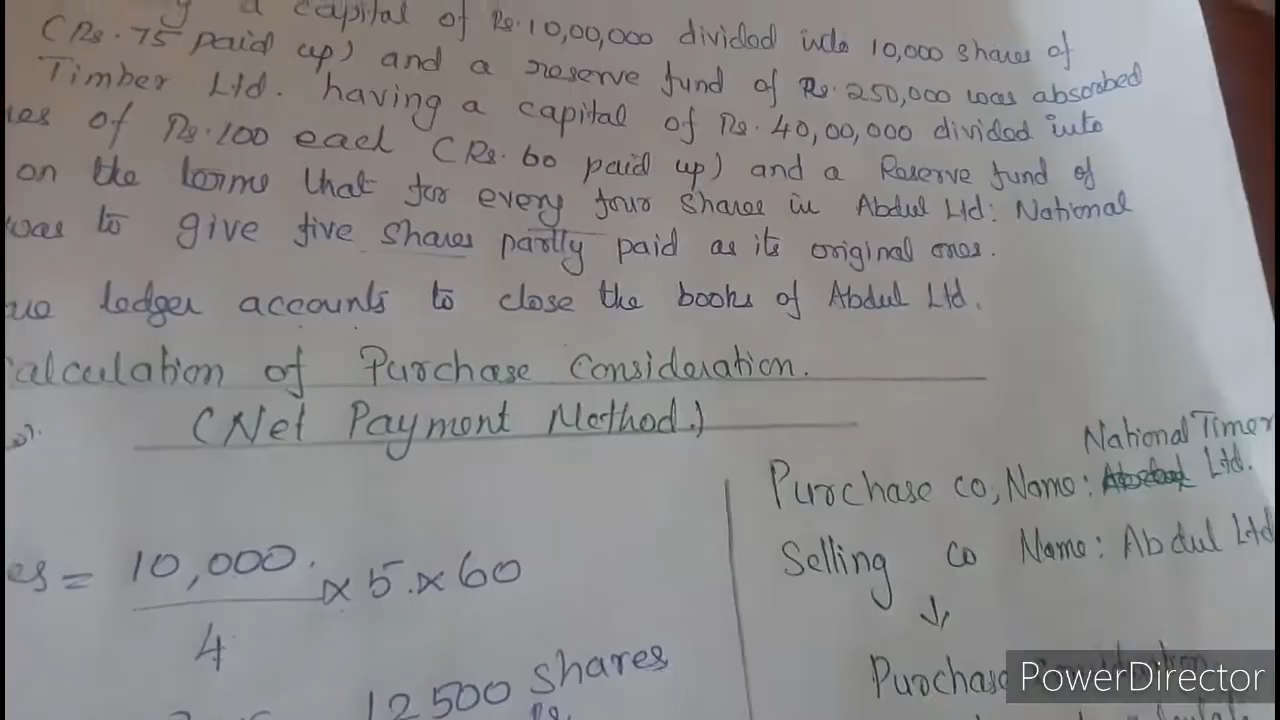 a capital of Rs. 10,00,000 divided into 10,000 shares of
(Rs. 75 paid up) and a reserve fund of Rs. 250,000 was absorbed
Timber Ltd. having a capital of Rs. 40,00,000 divided into
of Rs. 100 each (Rs. 60 paid up) and a Reserve fund of
on the terms that for every four shares in Abdul Ltd: National
was to give five shares partly paid as its original ones.
ledger accounts to close the books of Abdul Ltd.
alculation of Purchase Consideration.
(Net Payment Method.)
National Timer
Purchase co, Name: Ltd.
Selling co Name: Abdul Ltd
es = 10,000 × 5 × 60
4
12500 shares
Rs.
Purchase
PowerDirector